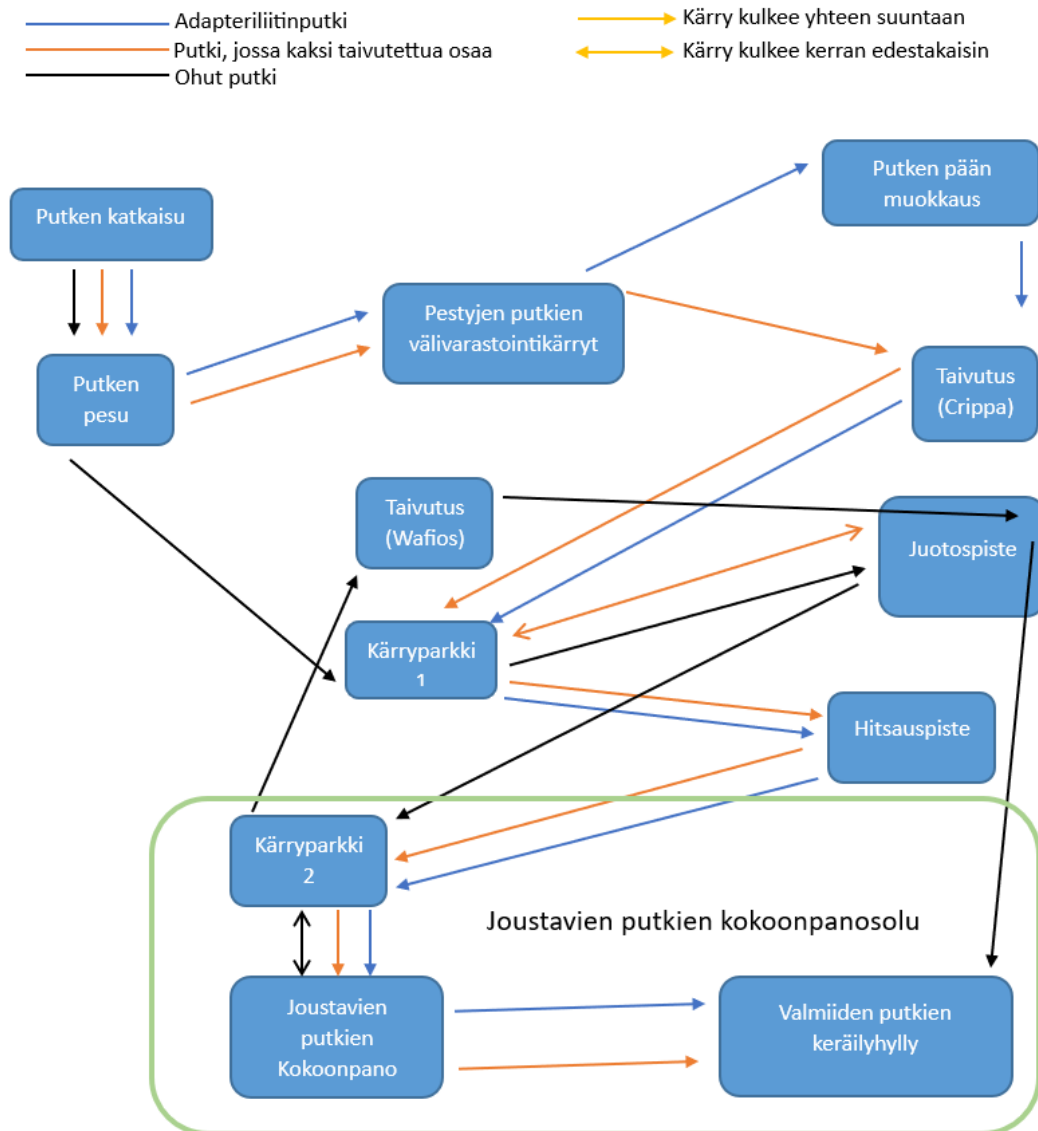 Adapteriliitinputki
Putki, jossa kaksi taivutettua osaa
Ohut putki
Kärry kulkee yhteen suuntaan
Kärry kulkee kerran edestakaisin
Putken pään
muokkaus
Putken katkaisu
Pestyjen putkien
välivarastointikärryt
Putken
pesu
Taivutus
(Crippa)
Taivutus
(Wafios)
Juotospiste
Kärryparkki
1
Hitsauspiste
Kärryparkki
2
Joustavien putkien kokoonpanosolu
Joustavien
putkien
Kokoonpano
Valmiiden putkien
keräilyhylly